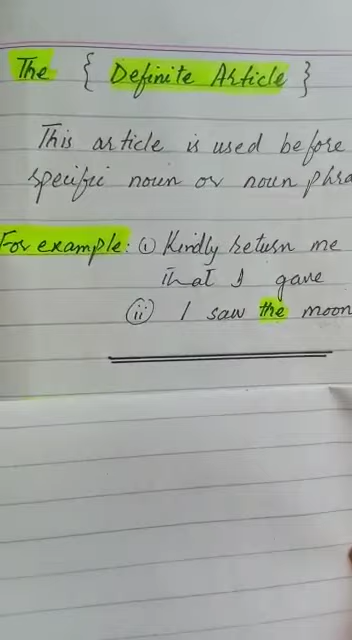 The { Definite Article }
This article is used before
specific noun or noun phra
For example: (i) Kindly return me
that I gave
(ii) I saw the moon